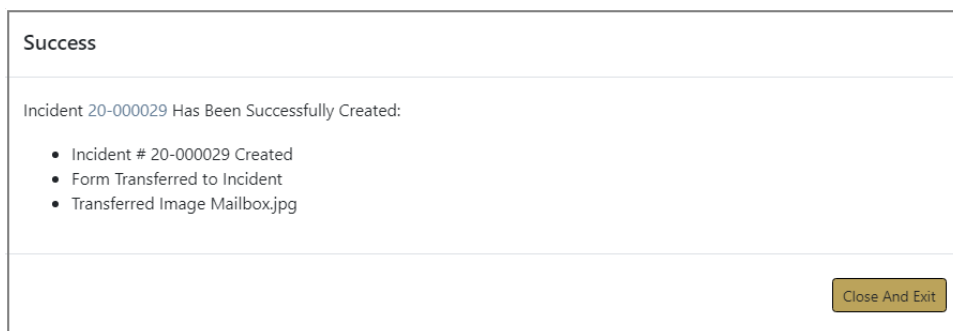 Success
Incident 20-000029 Has Been Successfully Created:
Incident # 20-000029 Created
Form Transferred to Incident
Transferred Image Mailbox.jpg
Close And Exit